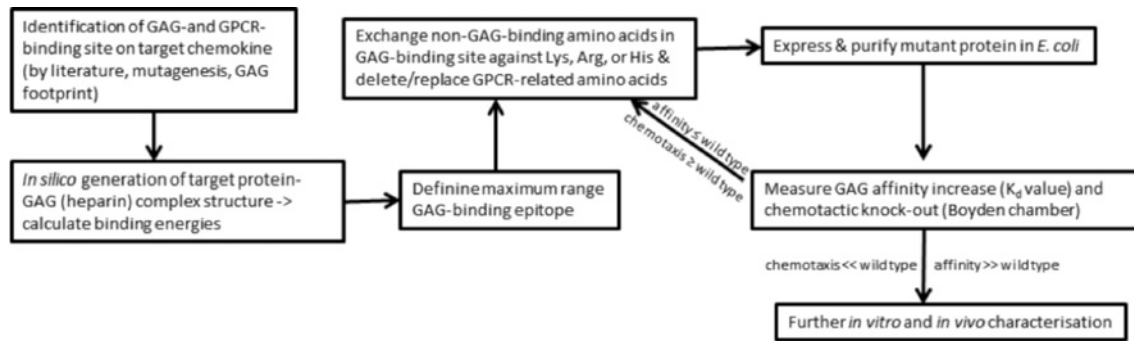 Identification of GAG-and GPCR-
binding site on target chemokine
(by literature, mutagenesis, GAG
footprint)
In silico generation of target protein-
GAG (heparin) complex structure ->
calculate binding energies
Definine maximum range
GAG-binding epitope
Exchange non-GAG-binding amino acids in
GAG-binding site against Lys, Arg, or His &
delete/replace GPCR-related amino acids
Express & purify mutant protein in E. coli
affinity ≤ wild type
chemotaxis ≥ wild type
Measure GAG affinity increase (Kd value) and
chemotactic knock-out (Boyden chamber)
chemotaxis << wild type
affinity >> wild type
Further in vitro and in vivo characterisation